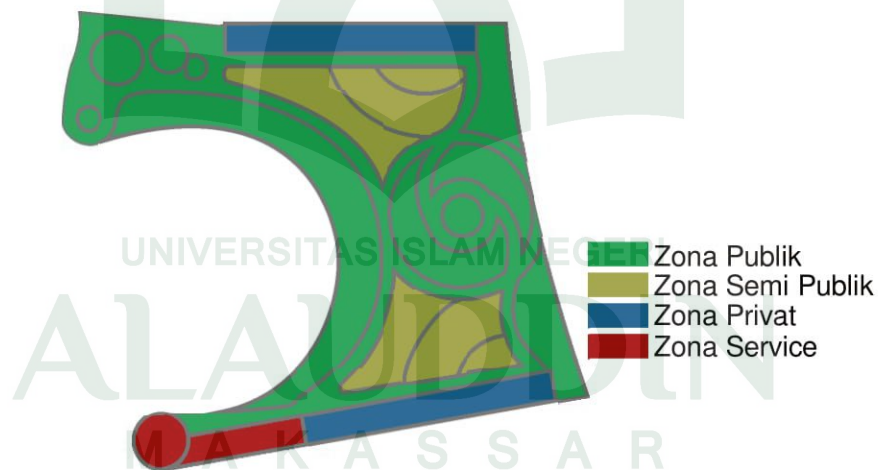 UNIVERSITAS ISLAM NEGERI
ALAUDDIN
MAKASSAR
Zona Publik
Zona Semi Publik
Zona Privat
Zona Service